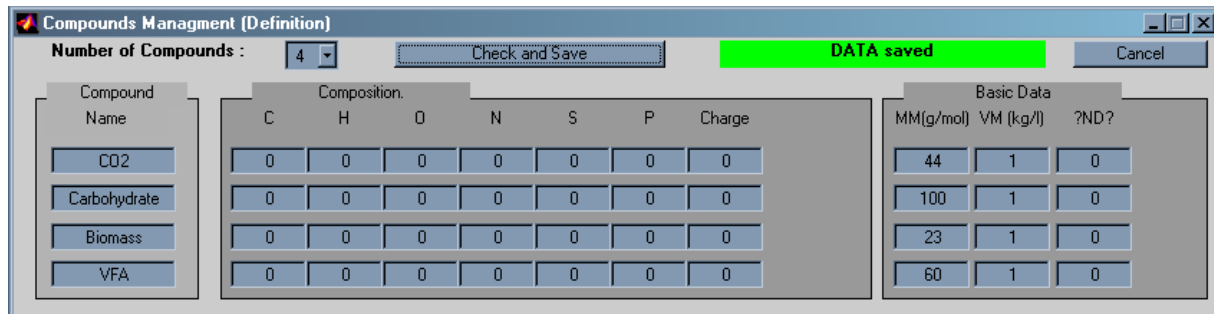 Compounds Managment (Definition)
Number of Compounds : 4 Check and Save DATA saved Cancel
Compound Composition. Basic Data
Name C H O N S P Charge MM(g/mol) VM (kg/l) ?ND?
CO2 0 0 0 0 0 0 0 44 1 0
Carbohydrate 0 0 0 0 0 0 0 100 1 0
Biomass 0 0 0 0 0 0 0 23 1 0
VFA 0 0 0 0 0 0 0 60 1 0